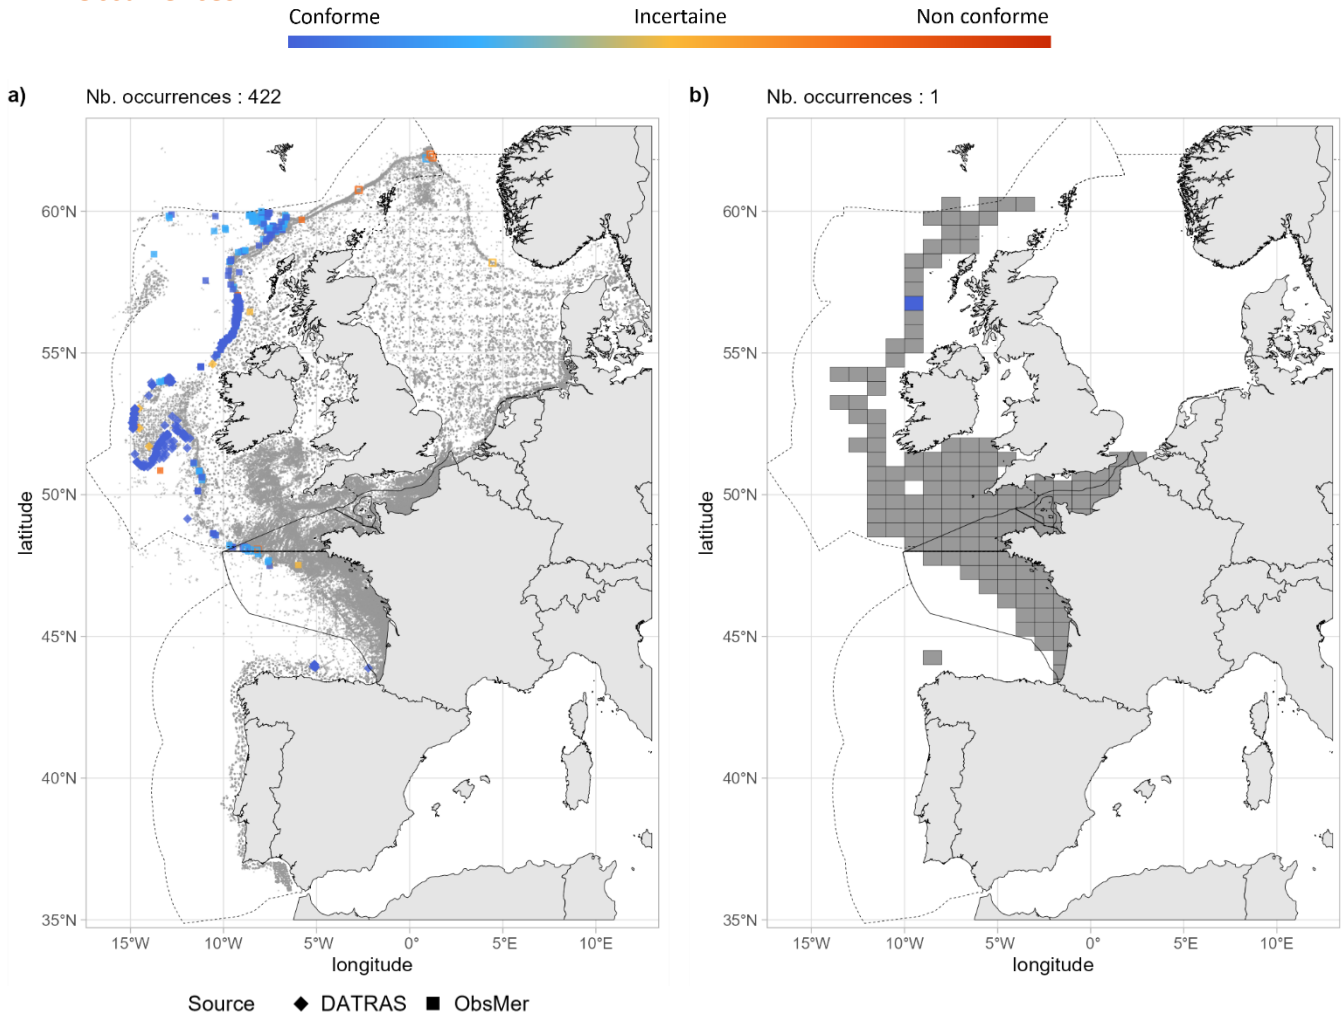 Conforme Incertaine Non conforme
a) Nb. occurrences : 422
b) Nb. occurrences : 1
60°N
55°N
50°N
45°N
40°N
35°N
latitude
15°W 10°W 5°W 0° 5°E 10°E
longitude
60°N
55°N
50°N
45°N
40°N
35°N
latitude
15°W 10°W 5°W 0° 5°E 10°E
longitude
Source DATRAS ObsMer